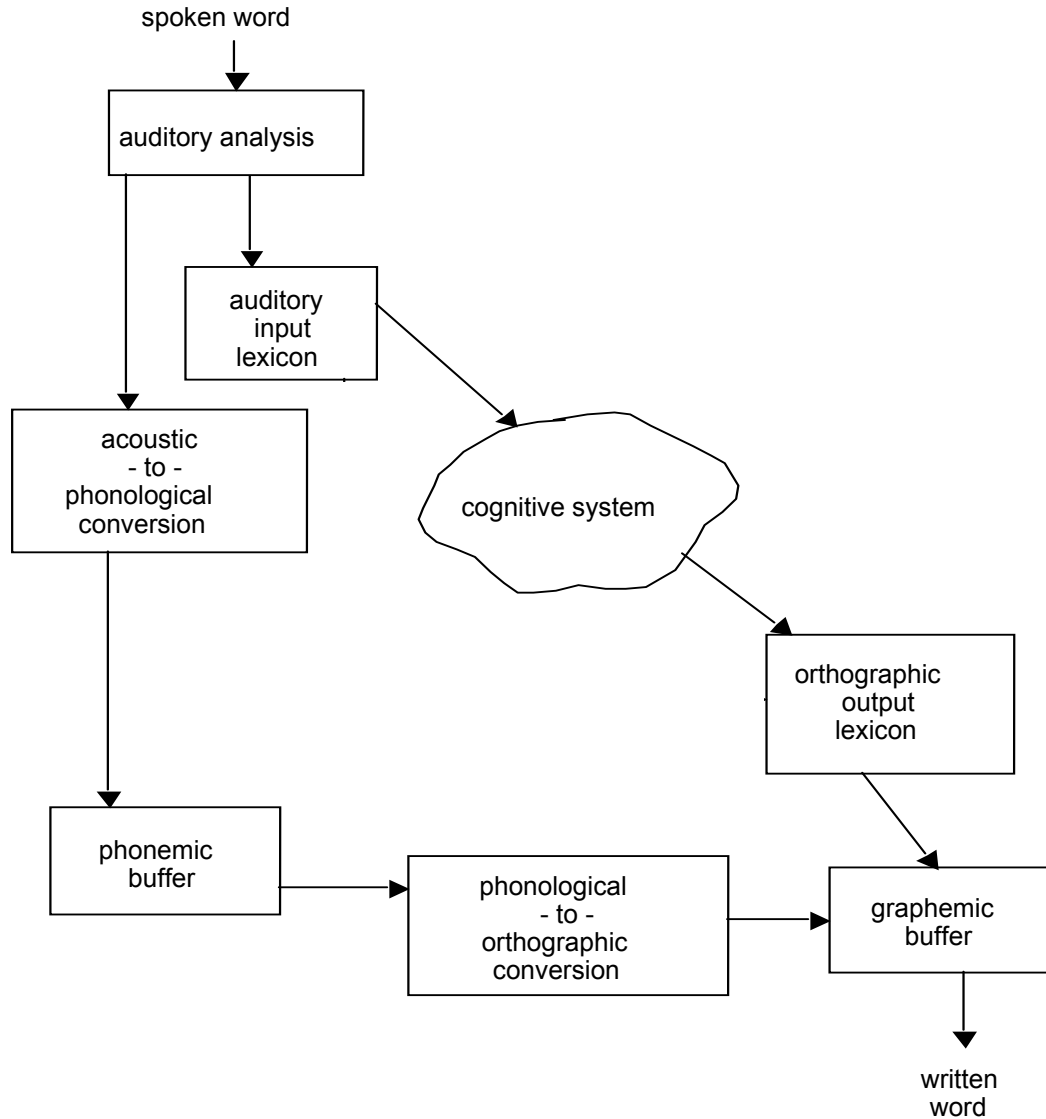 spoken word
auditory analysis
auditory
input
lexicon
acoustic
- to -
phonological
conversion
cognitive system
orthographic
output
lexicon
phonemic
buffer
phonological
- to -
orthographic
conversion
graphemic
buffer
written
word